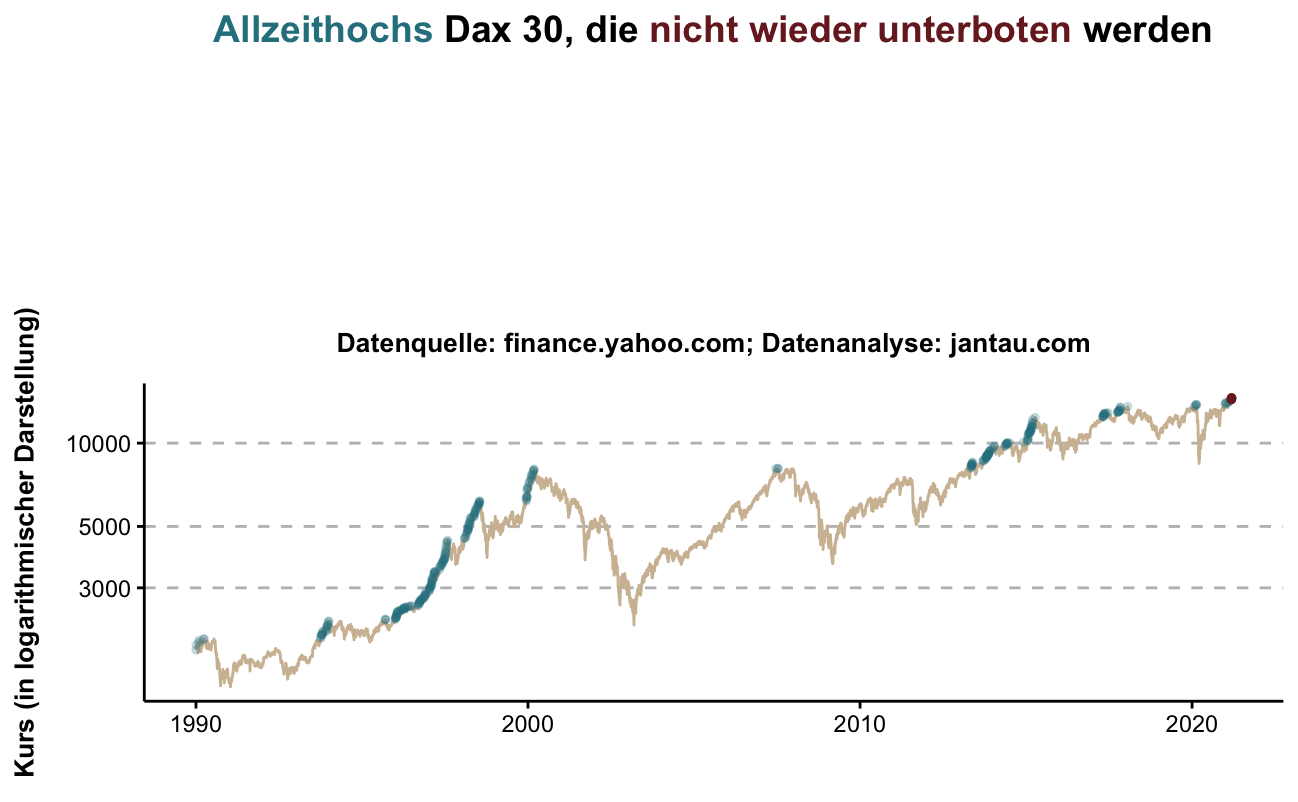 Allzeithochs Dax 30, die nicht wieder unterboten werden
Datenquelle: finance.yahoo.com; Datenanalyse: jantau.com
Kurs (in logarithmischer Darstellung)
10000
5000
3000
1990
2000
2010
2020